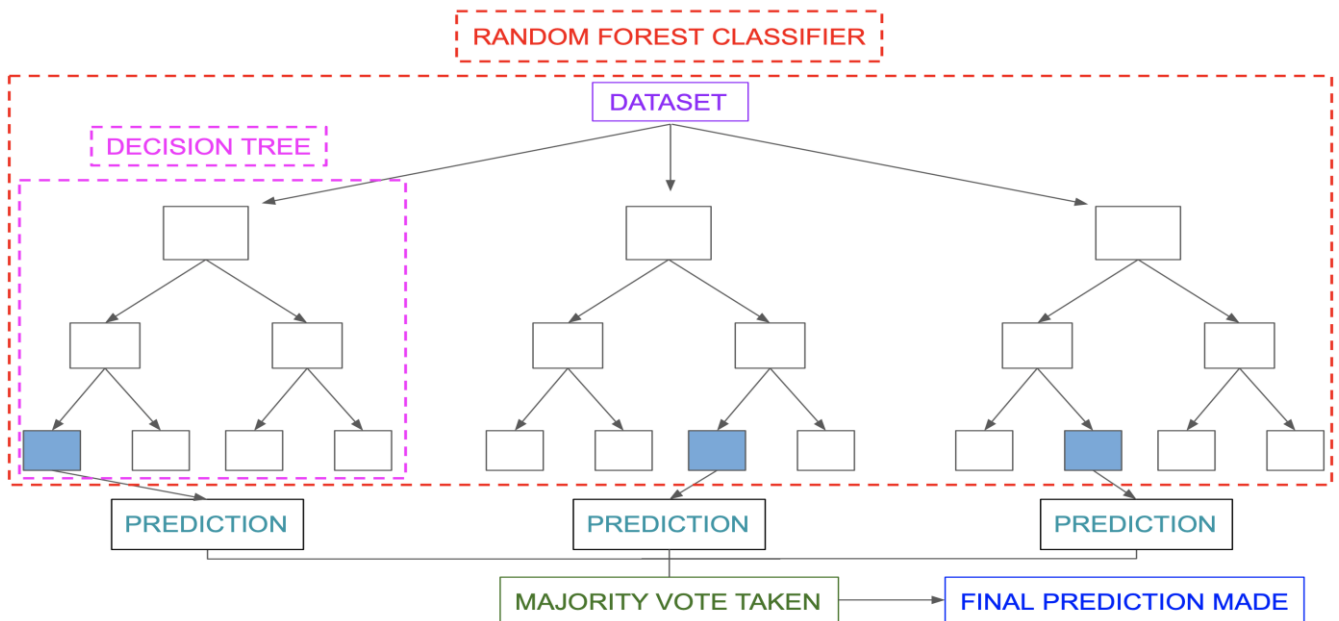 RANDOM FOREST CLASSIFIER
DATASET
DECISION TREE
PREDICTION
PREDICTION
PREDICTION
MAJORITY VOTE TAKEN
FINAL PREDICTION MADE